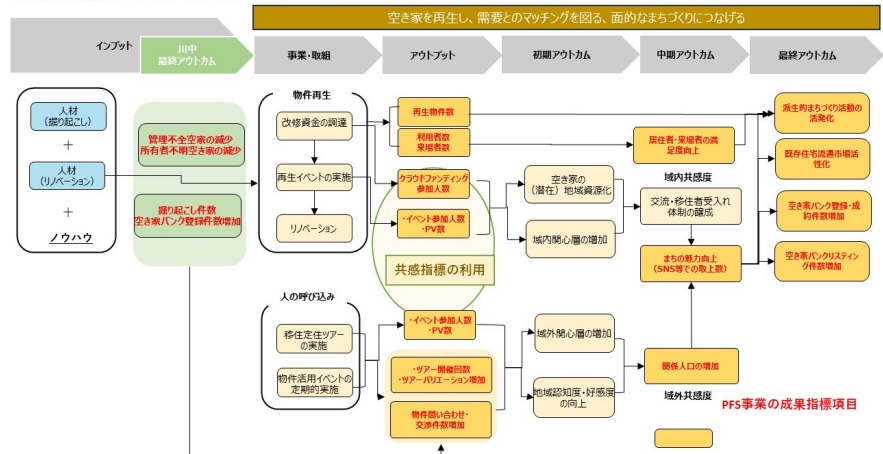 空き家を再生し、需要とのマッチングを図る、面的なまちづくりにつなげる
インプット
川中
最終アウトカム
事業・取組
アウトプット
初期アウトカム
中期アウトカム
最終アウトカム
人材
（掘り起こし）
＋
人材
（リノベーション）
＋
ノウハウ
管理不全空家の減少
所有者不明空き家の減少
掘り起こし件数
空き家バンク登録件数増加
物件再生
改修資金の調達
再生イベントの実施
リノベーション
人の呼び込み
移住定住ツアー
の実施
物件活用イベントの
定期的実施
再生物件数
利用者数
来場者数
クラウドファンディング
参加人数
・イベント参加人数
・PV数
共感指標の利用
・イベント参加人数
・PV数
・ツアー開催回数
・ツアーバリエーション増加
物件問い合わせ・
交渉件数増加
空き家の
（潜在）地域資源化
域内関心層の増加
域外関心層の増加
地域認知度・好感度
の向上
居住者・来場者の満
足度向上
域内共感度
交流・移住者受入れ
体制の醸成
まちの魅力向上
（SNS等での取上数）
関係人口の増加
域外共感度
派生的まちづくり活動の
活発化
既存住宅流通市場活
性化
空き家バンク登録・成
約件数増加
空き家バンクリスティン
グ件数増加
PFS事業の成果指標項目